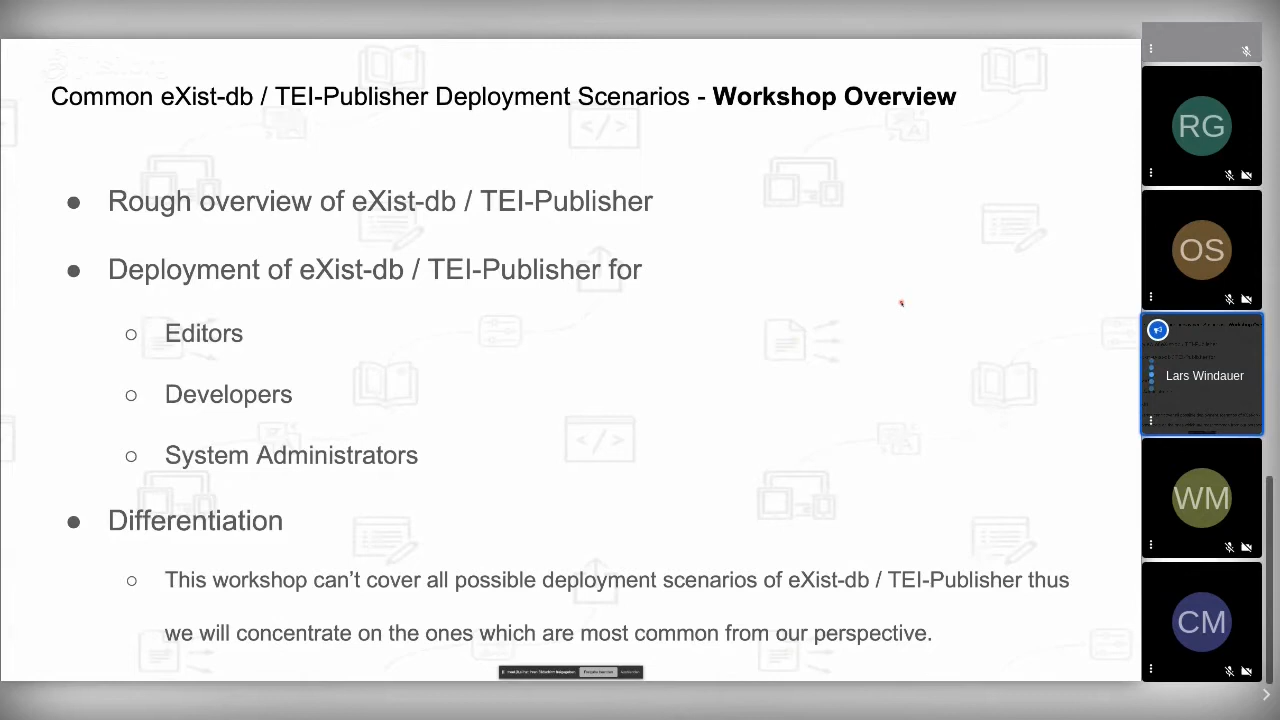 Common eXist-db / TEI-Publisher Deployment Scenarios - Workshop Overview
● Rough overview of eXist-db / TEI-Publisher
● Deployment of eXist-db / TEI-Publisher for
○ Editors
○ Developers
○ System Administrators
● Differentiation
○ This workshop can’t cover all possible deployment scenarios of eXist-db / TEI-Publisher thus
we will concentrate on the ones which are most common from our perspective.
RG
OS
Lars Windauer
WM
CM